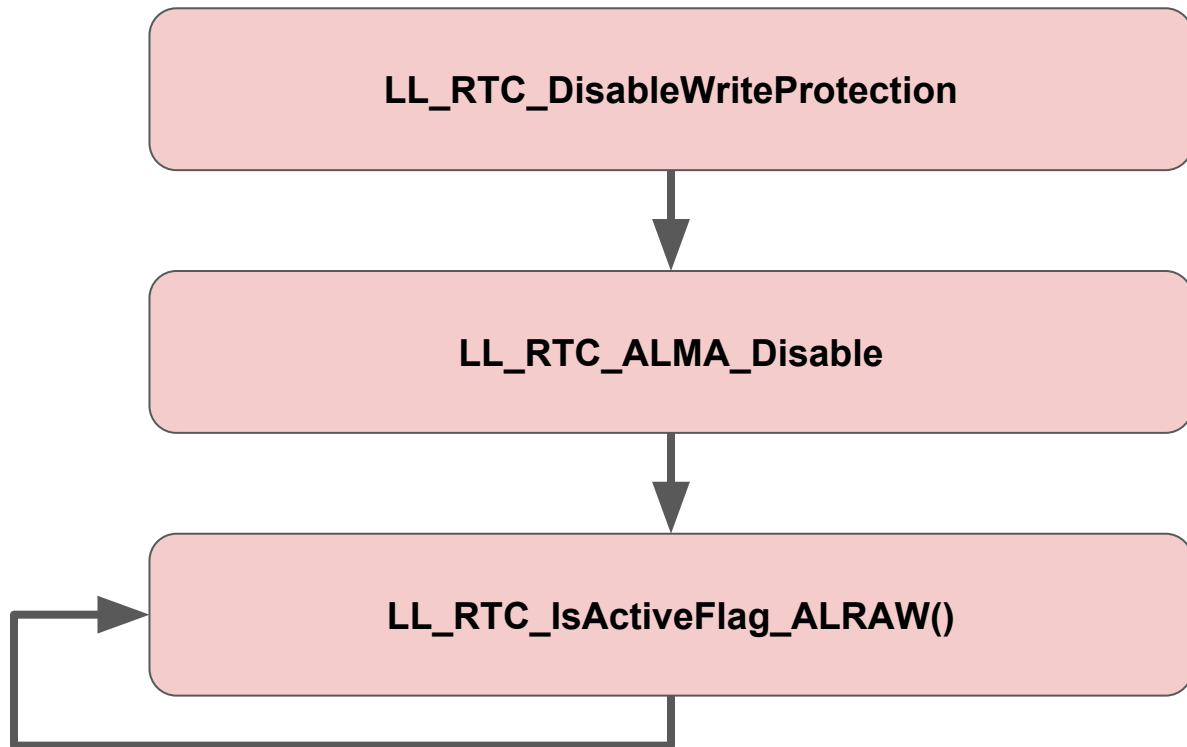 LL_RTC_DisableWriteProtection
LL_RTC_ALMA_Disable
LL_RTC_IsActiveFlag_ALRAW()